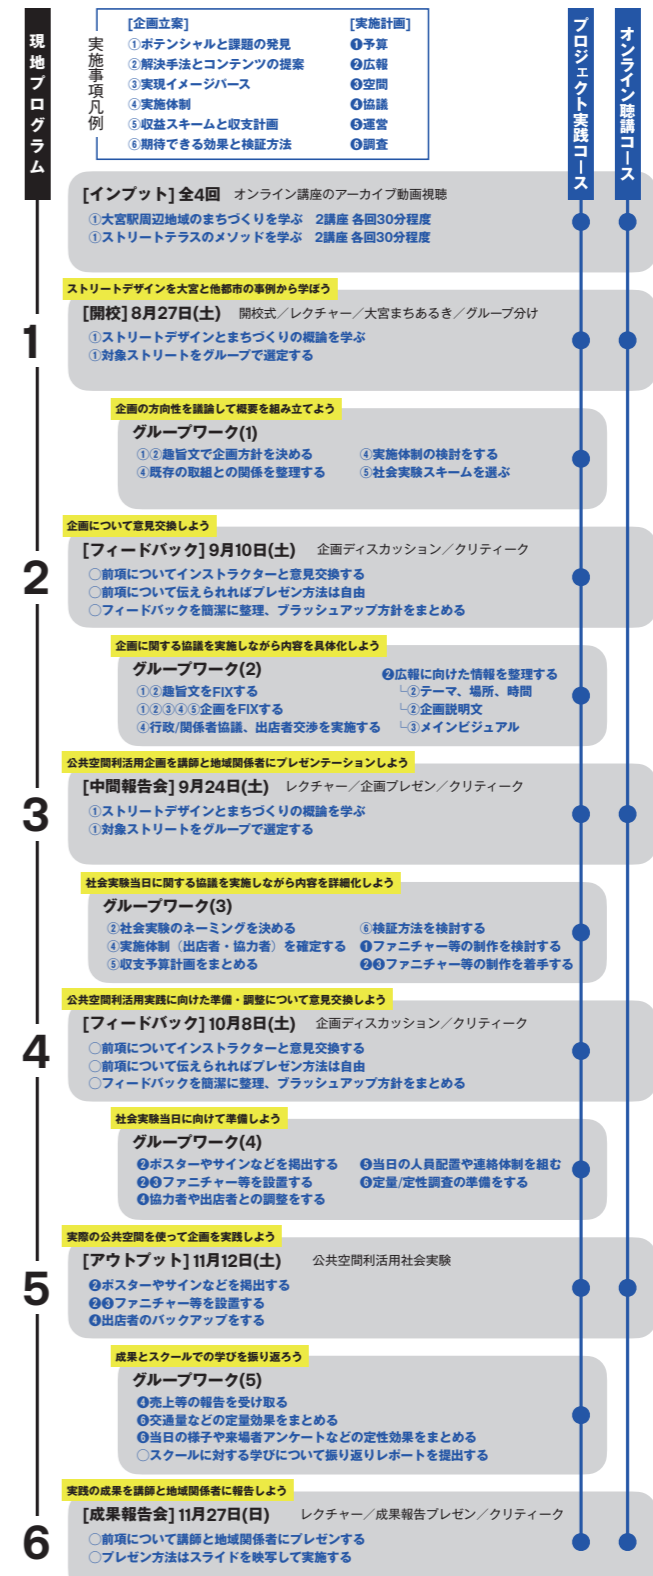 現地プログラム
実施事項凡例
[企画立案]
①ポテンシャルと課題の発見
②解決手法とコンテンツの提案
③実現イメージパース
④実施体制
⑤収益スキームと収支計画
⑥期待できる効果と検証方法
[実施計画]
❶予算
❷広報
❸空間
❹協議
❺運営
❻調査
プロジェクト実践コース
オンライン聴講コース
[インプット] 全4回 オンライン講座のアーカイブ動画視聴
①大宮駅周辺地域のまちづくりを学ぶ 2講座 各回30分程度
①ストリートテラスのメソッドを学ぶ 2講座 各回30分程度
1
ストリートデザインを大宮と他都市の事例から学ぼう
[開校] 8月27日(土) 開校式／レクチャー／大宮まちあるき／グループ分け
①ストリートデザインとまちづくりの概論を学ぶ
①対象ストリートをグループで選定する
企画の方向性を議論して概要を組み立てよう
グループワーク(1)
①②趣旨文で企画方針を決める
④既存の取組との関係を整理する
④実施体制の検討をする
⑤社会実験スキームを選ぶ
2
企画について意見交換しよう
[フィードバック] 9月10日(土) 企画ディスカッション／クリティーク
○前項についてインストラクターと意見交換する
○前項について伝えられればプレゼン方法は自由
○フィードバックを簡潔に整理、ブラッシュアップ方針をまとめる
企画に関する協議を実施しながら内容を具体化しよう
グループワーク(2)
①②趣旨文をFIXする
①②③④⑤企画をFIXする
④行政/関係者協議、出店者交渉を実施する
❷広報に向けた情報を整理する
└②テーマ、場所、時間
└②企画説明文
└③メインビジュアル
3
公共空間利活用企画を講師と地域関係者にプレゼンテーションしよう
[中間報告会] 9月24日(土) レクチャー／企画プレゼン／クリティーク
①ストリートデザインとまちづくりの概論を学ぶ
①対象ストリートをグループで選定する
社会実験当日に関する協議を実施しながら内容を詳細化しよう
グループワーク(3)
②社会実験のネーミングを決める
④実施体制（出店者・協力者）を確定する
⑤収支予算計画をまとめる
⑥検証方法を検討する
❶ファニチャー等の制作を検討する
❷❸ファニチャー等の制作を着手する
4
公共空間利活用実践に向けた準備・調整について意見交換しよう
[フィードバック] 10月8日(土) 企画ディスカッション／クリティーク
○前項についてインストラクターと意見交換する
○前項について伝えられればプレゼン方法は自由
○フィードバックを簡潔に整理、ブラッシュアップ方針をまとめる
社会実験当日に向けて準備しよう
グループワーク(4)
❷ポスターやサインなどを掲出する
❷❸ファニチャー等を設置する
❹協力者や出店者との調整をする
❺当日の人員配置や連絡体制を組む
❻定量/定性調査の準備をする
5
実際の公共空間を使って企画を実践しよう
[アウトプット] 11月12日(土) 公共空間利活用社会実験
❷ポスターやサインなどを掲出する
❷❸ファニチャー等を設置する
❹出店者のバックアップをする
成果とスクールでの学びを振り返ろう
グループワーク(5)
❹売上等の報告を受け取る
❻交通量などの定量効果をまとめる
❻当日の様子や来場者アンケートなどの定性効果をまとめる
○スクールに対する学びについて振り返りレポートを提出する
6
実践の成果を講師と地域関係者に報告しよう
[成果報告会] 11月27日(日) レクチャー／成果報告プレゼン／クリティーク
○前項について講師と地域関係者にプレゼンする
○プレゼン方法はスライドを映写して実施する